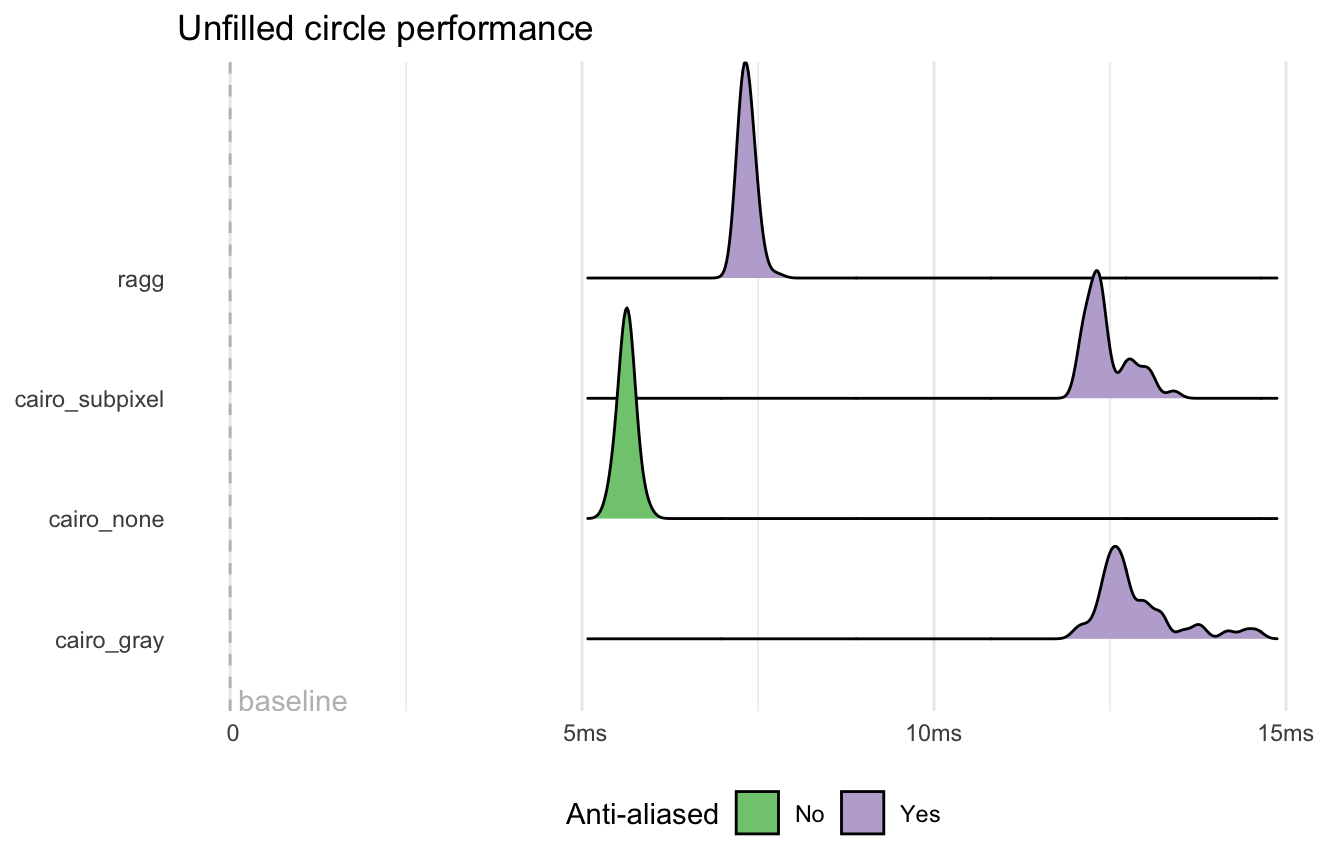 Unfilled circle performance
ragg
cairo_subpixel
cairo_none
cairo_gray
baseline
0 5ms 10ms 15ms
Anti-aliased No Yes